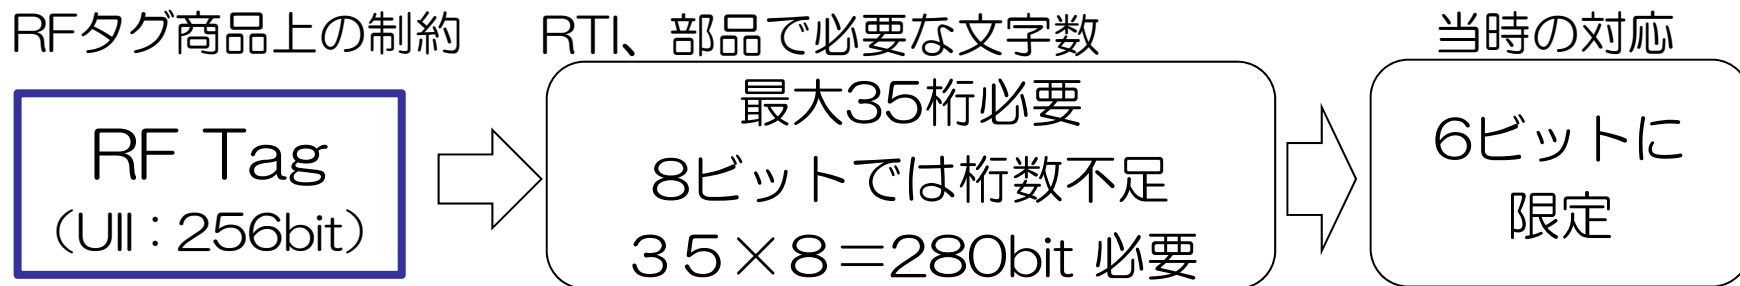 RFタグ商品上の制約
RF Tag
(UII：256bit)
RTI、部品で必要な文字数
最大35桁必要
8ビットでは桁数不足
３５×８＝280bit 必要
当時の対応
6ビットに
限定